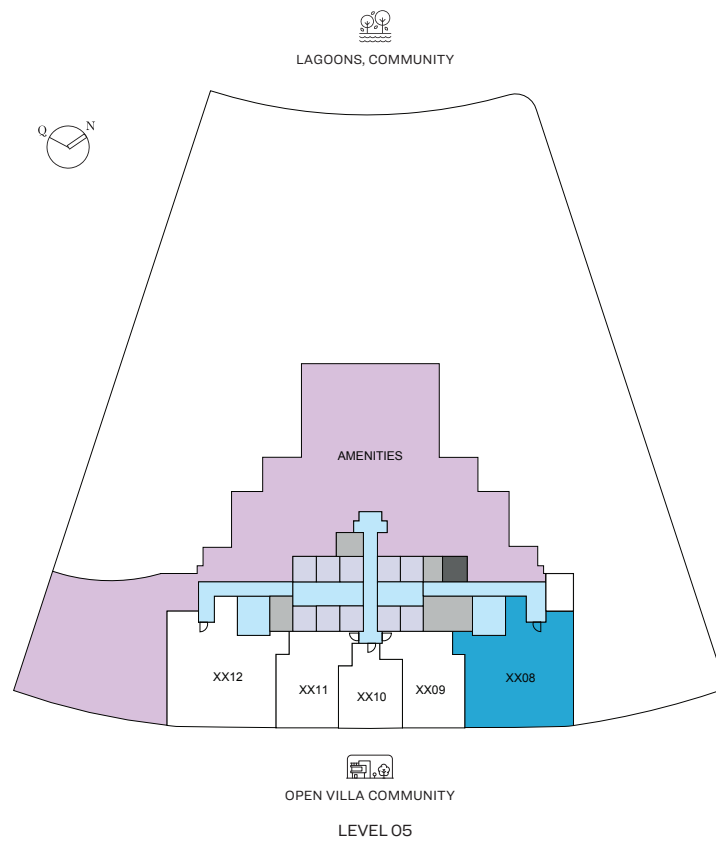 LAGOONS, COMMUNITY
Q N
AMENITIES
XX12
XX11
XX10
XX09
XX08
OPEN VILLA COMMUNITY
LEVEL 05